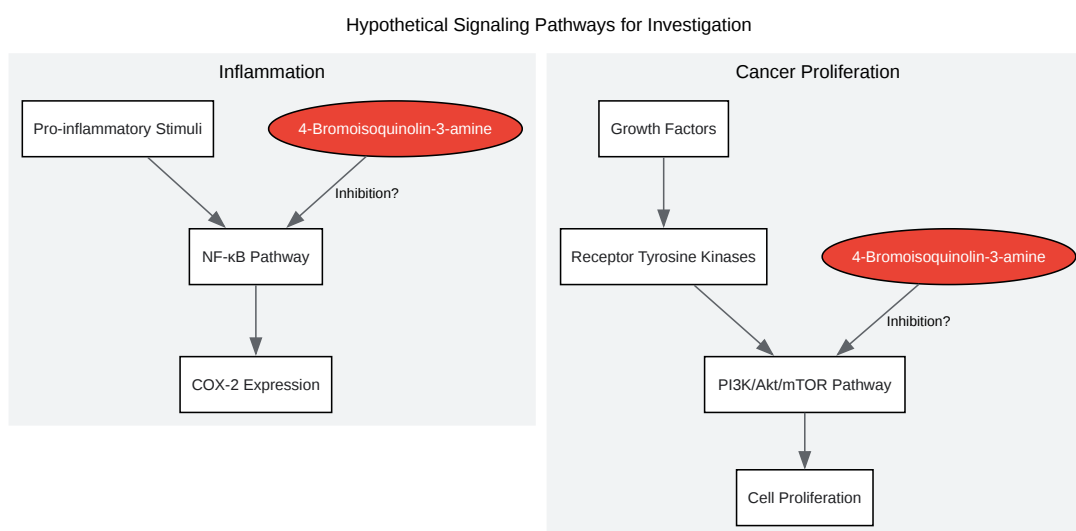 Hypothetical Signaling Pathways for Investigation
Inflammation
Pro-inflammatory Stimuli
4-Bromoisoquinolin-3-amine
Inhibition?
NF-κB Pathway
COX-2 Expression
Cancer Proliferation
Growth Factors
Receptor Tyrosine Kinases
4-Bromoisoquinolin-3-amine
Inhibition?
PI3K/Akt/mTOR Pathway
Cell Proliferation